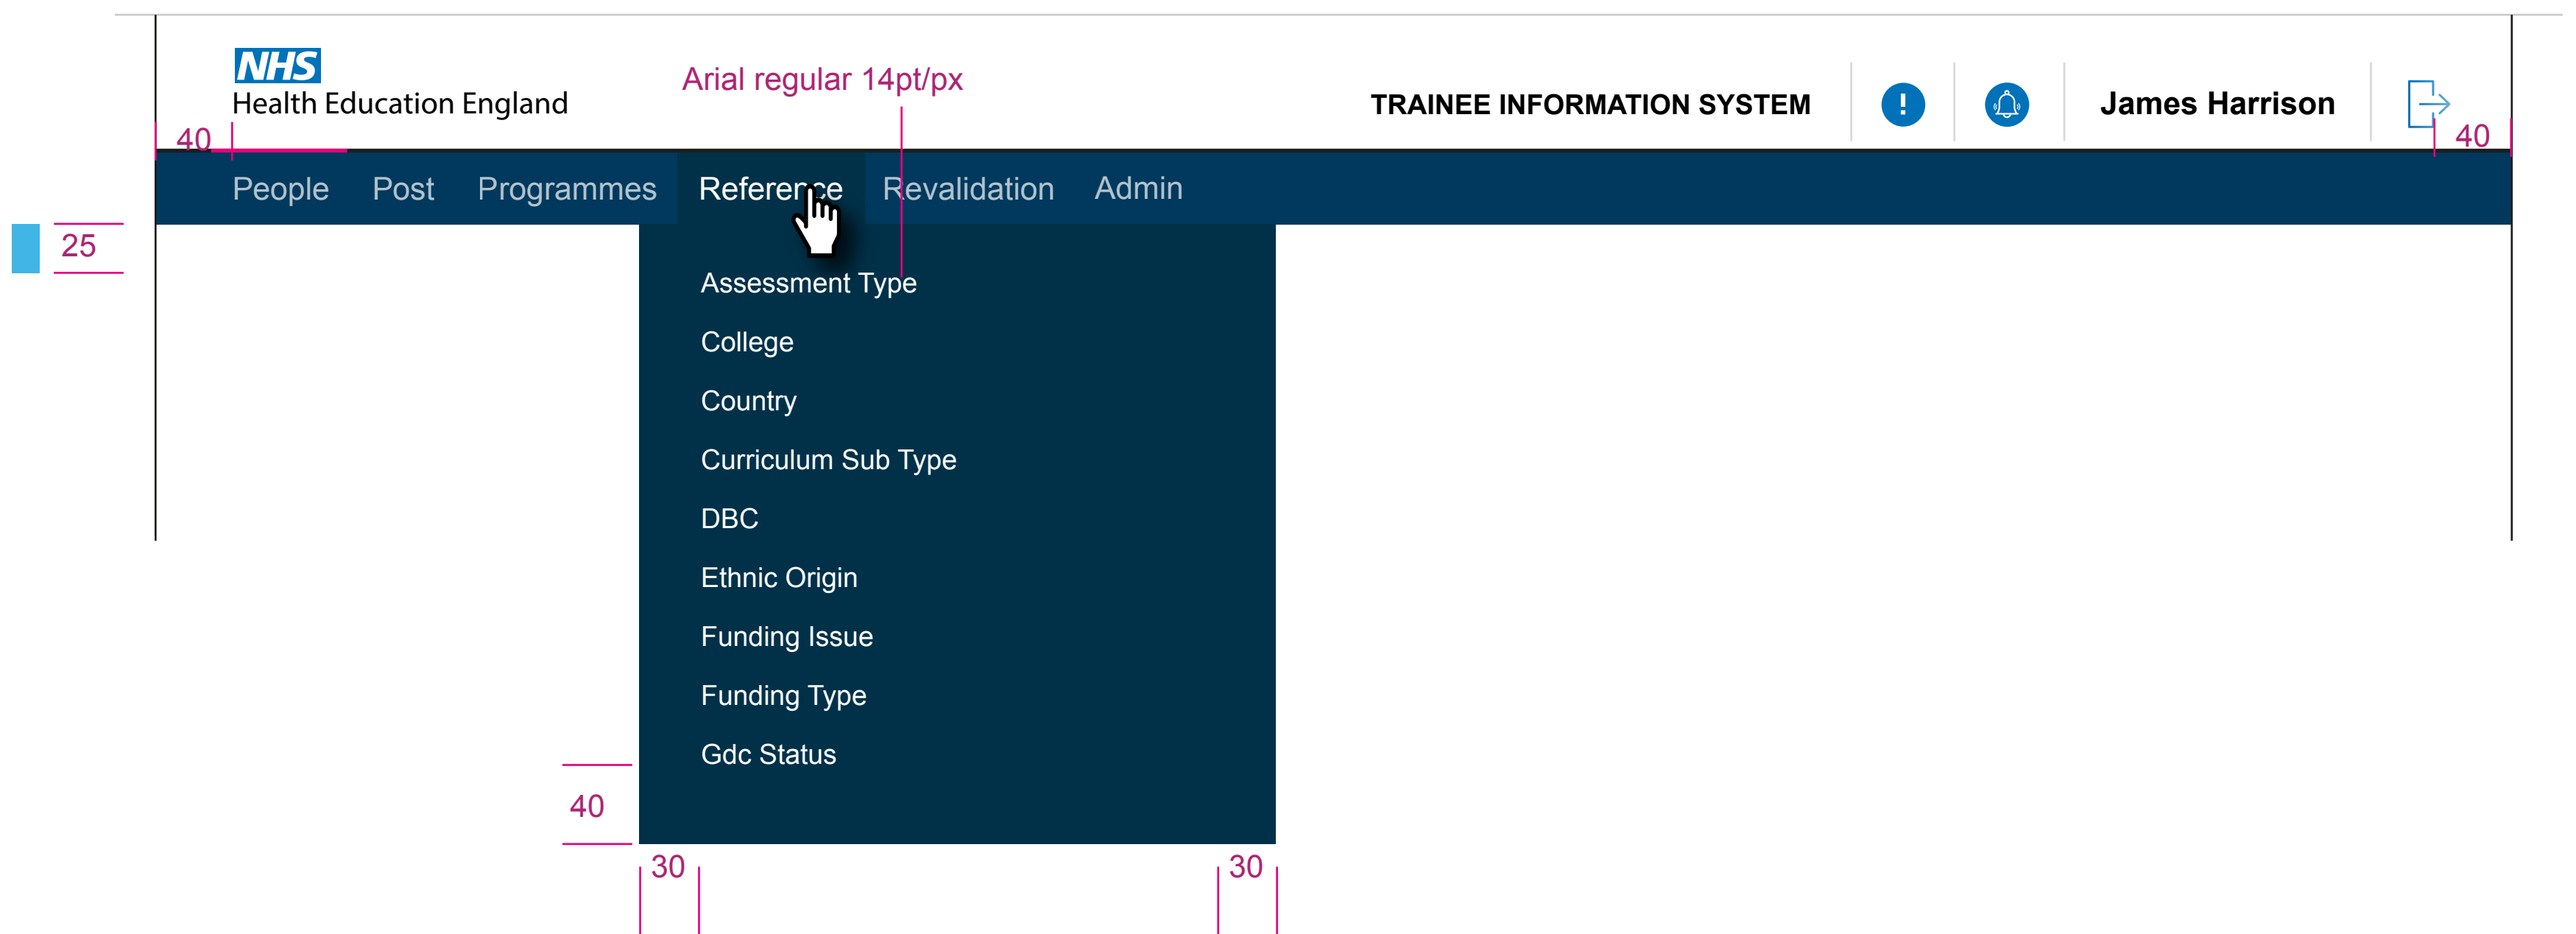 NHS
Health Education England
Arial regular 14pt/px
TRAINEE INFORMATION SYSTEM
!
James Harrison
40
40
People Post Programmes Reference Revalidation Admin
25
Assessment Type
College
Country
Curriculum Sub Type
DBC
Ethnic Origin
Funding Issue
Funding Type
Gdc Status
40
30
30